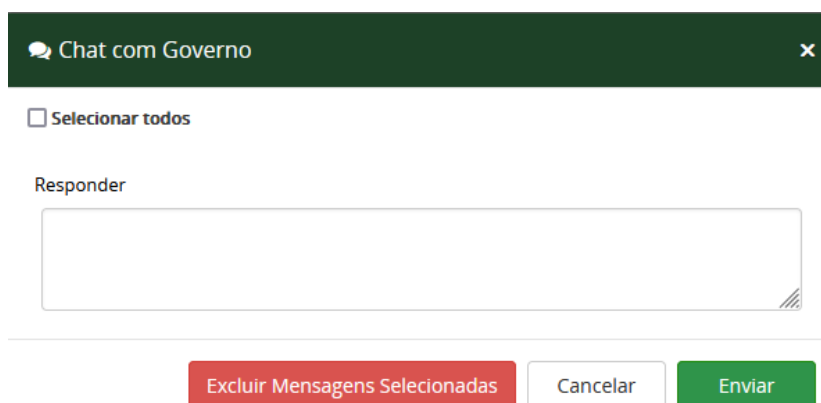 Chat com Governo ×
Selecionar todos
Responder
Excluir Mensagens Selecionadas Cancelar Enviar